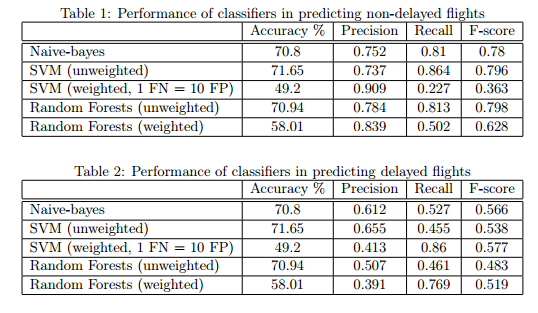 Table 1: Performance of classifiers in predicting non-delayed flights
Accuracy % Precision Recall F-score
Naive-bayes 70.8 0.752 0.81 0.78
SVM (unweighted) 71.65 0.737 0.864 0.796
SVM (weighted, 1 FN = 10 FP) 49.2 0.909 0.227 0.363
Random Forests (unweighted) 70.94 0.784 0.813 0.798
Random Forests (weighted) 58.01 0.839 0.502 0.628
Table 2: Performance of classifiers in predicting delayed flights
Accuracy % Precision Recall F-score
Naive-bayes 70.8 0.612 0.527 0.566
SVM (unweighted) 71.65 0.655 0.455 0.538
SVM (weighted, 1 FN = 10 FP) 49.2 0.413 0.86 0.577
Random Forests (unweighted) 70.94 0.507 0.461 0.483
Random Forests (weighted) 58.01 0.391 0.769 0.519